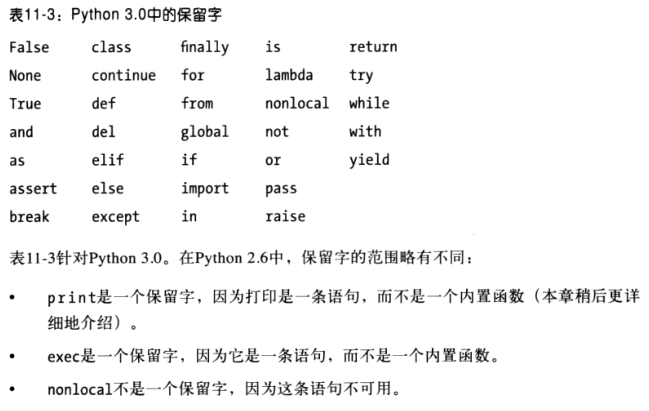 表11-3：Python 3.0中的保留字
False class finally is return
None continue for lambda try
True def from nonlocal while
and del global not with
as elif if or yield
assert else import pass
break except in raise
表11-3针对Python 3.0。在Python 2.6中，保留字的范围略有不同：
• print是一个保留字，因为打印是一条语句，而不是一个内置函数（本章稍后更详
细地介绍）。
• exec是一个保留字，因为它是一条语句，而不是一个内置函数。
• nonlocal不是一个保留字，因为这条语句不可用。